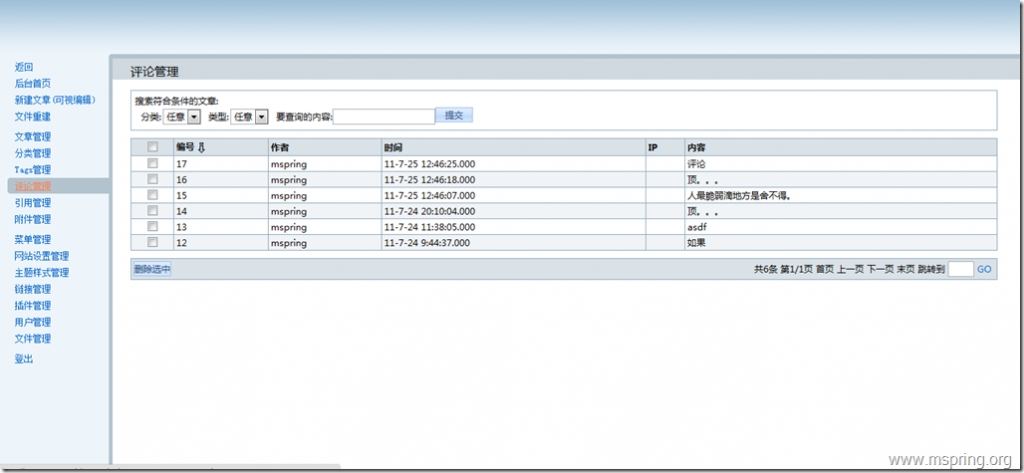 返回
后台首页
新建文章(可视编辑)
文件重建
文章管理
分类管理
Tags管理
评论管理
引用管理
附件管理
菜单管理
网站设置管理
主题样式管理
链接管理
插件管理
用户管理
文件管理
登出
评论管理
搜素符合条件的文章:
分类: 任意 类型: 任意 要查询的内容: 提交
编号 作者 时间 IP 内容
17 mspring 11-7-25 12:46:25.000 评论
16 mspring 11-7-25 12:46:18.000 顶。。。
15 mspring 11-7-25 12:46:07.000 人最脆弱滴地方是舍不得。
14 mspring 11-7-24 20:10:04.000 顶。。。
13 mspring 11-7-24 11:38:05.000 asdf
12 mspring 11-7-24 9:44:37.000 如果
删除选中 共6条 第1/1页 首页 上一页 下一页 末页 跳转到 GO
www.mspring.org